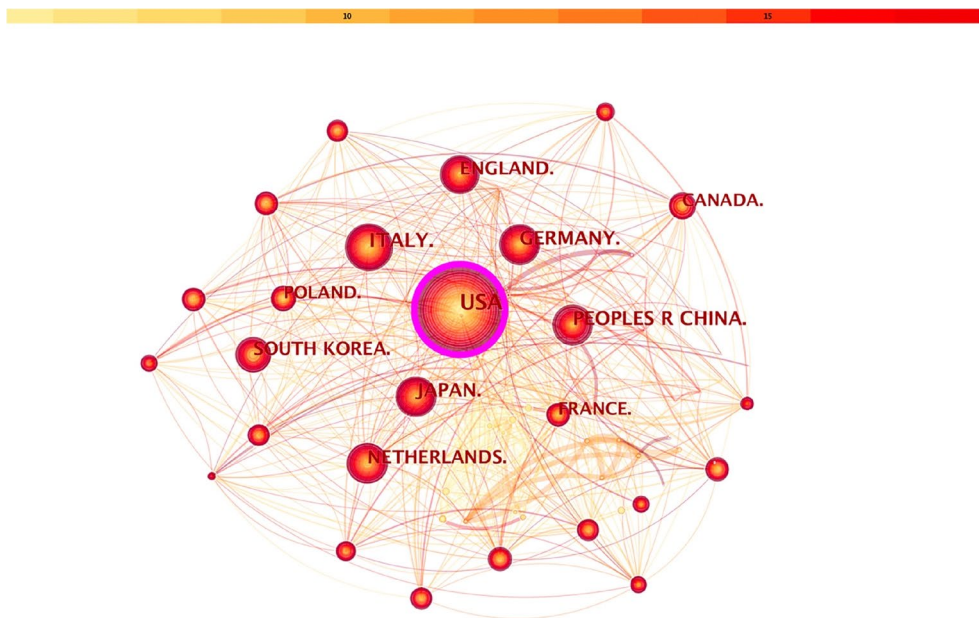 10 15
ENGLAND.
CANADA.
ITALY.
GERMANY.
POLAND.
USA
PEOPLES R CHINA.
SOUTH KOREA.
JAPAN.
FRANCE.
NETHERLANDS.